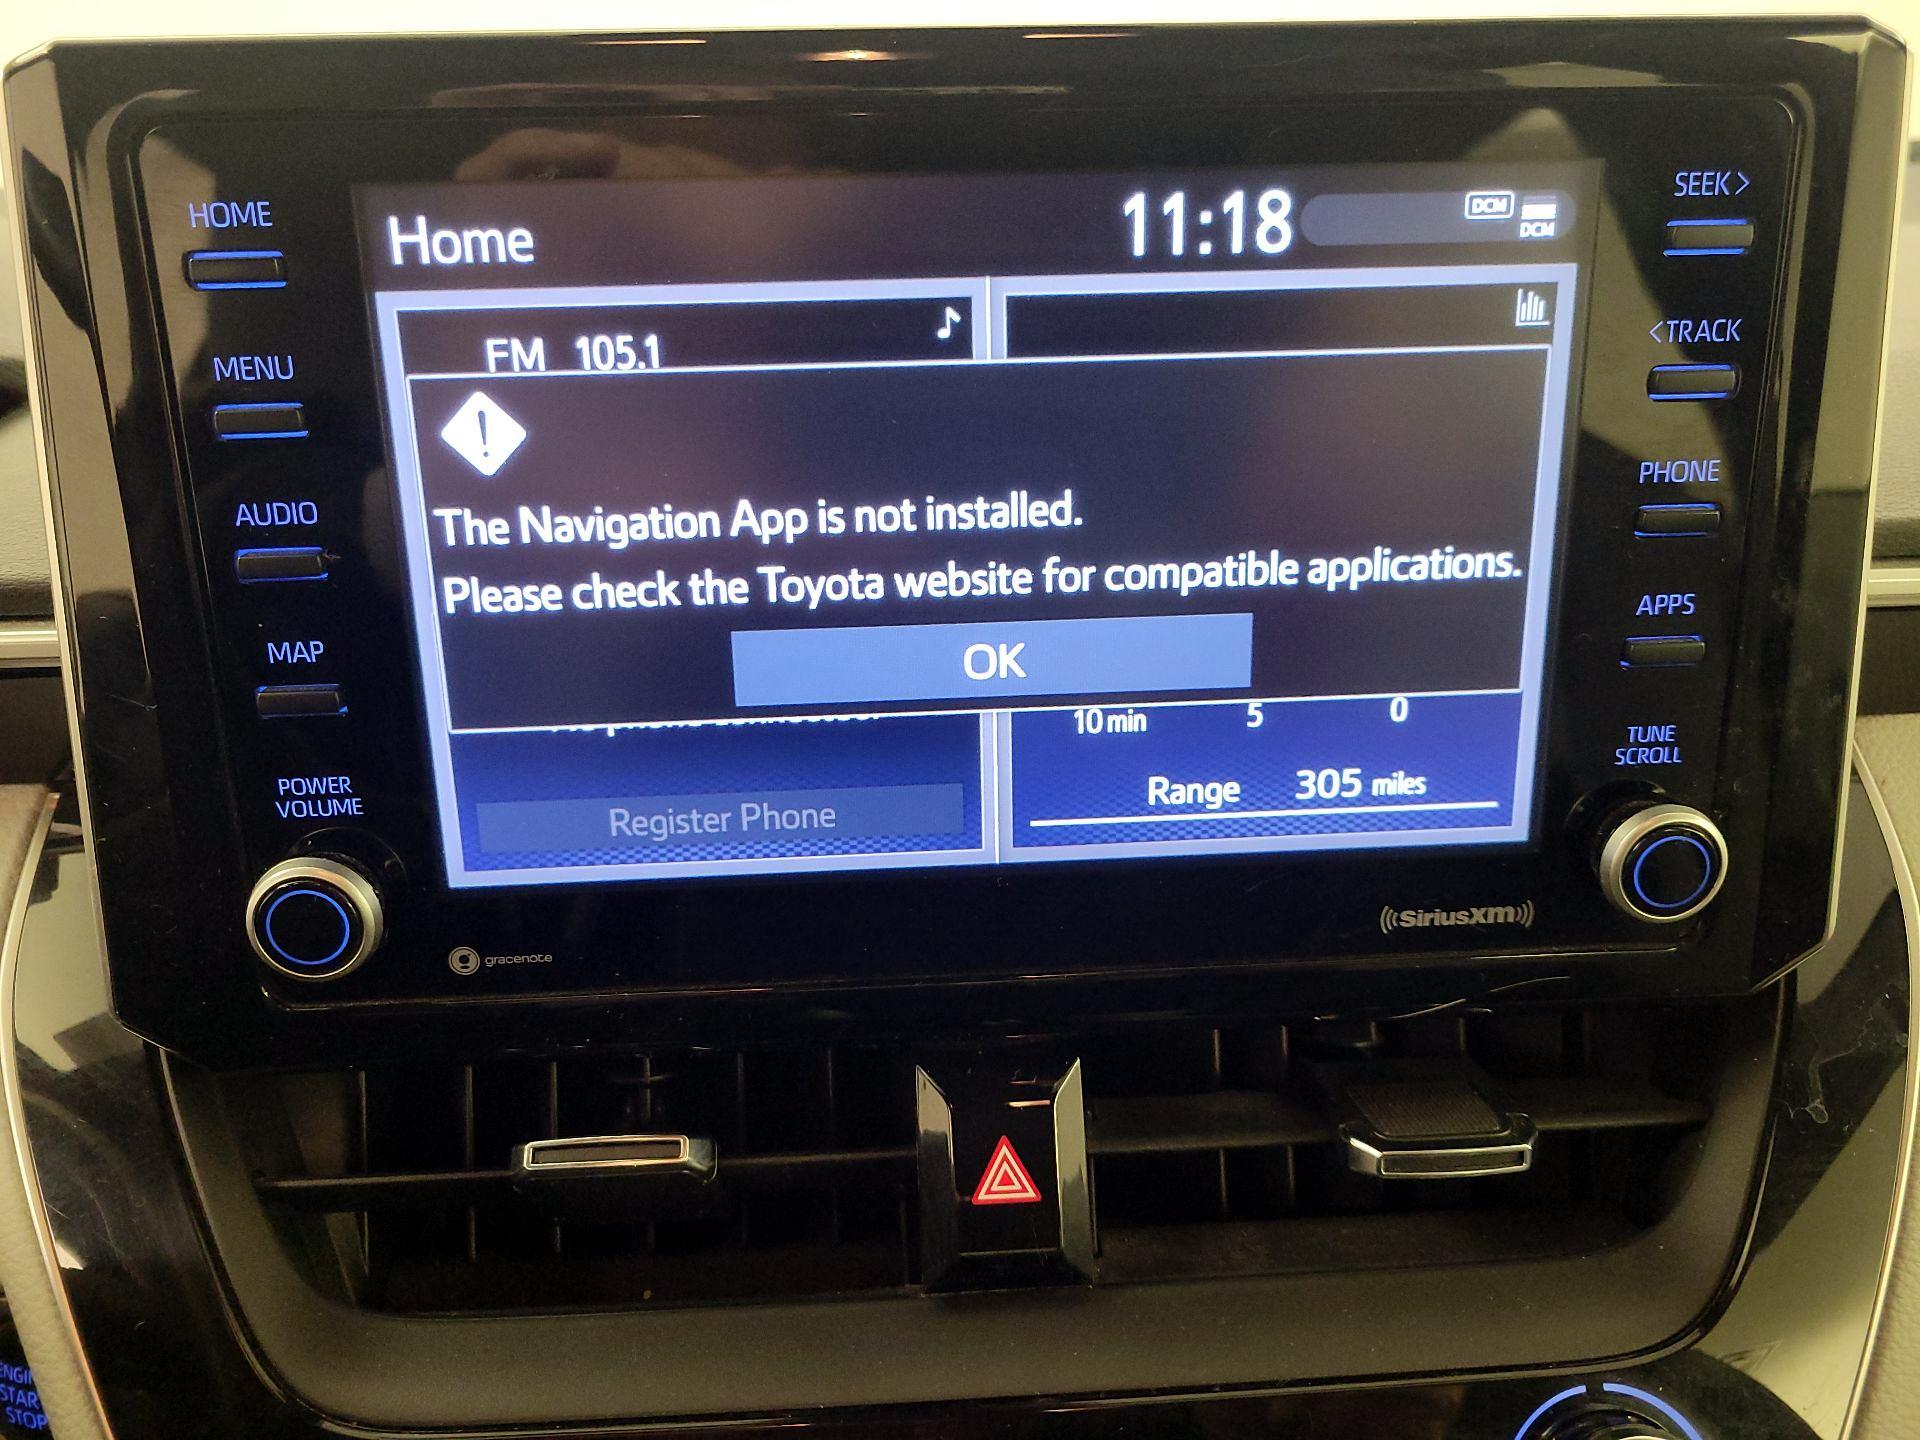 HOME
MENU
AUDIO
MAP
POWER
VOLUME
Home
11:18
DCM
DCM
FM 105.1
The Navigation App is not installed.
Please check the Toyota website for compatible applications.
OK
10 min 5 0
Range 305 miles
Register Phone
SEEK >
< TRACK
PHONE
APPS
TUNE
SCROLL
gracenote
((SiriusXM))
STOP